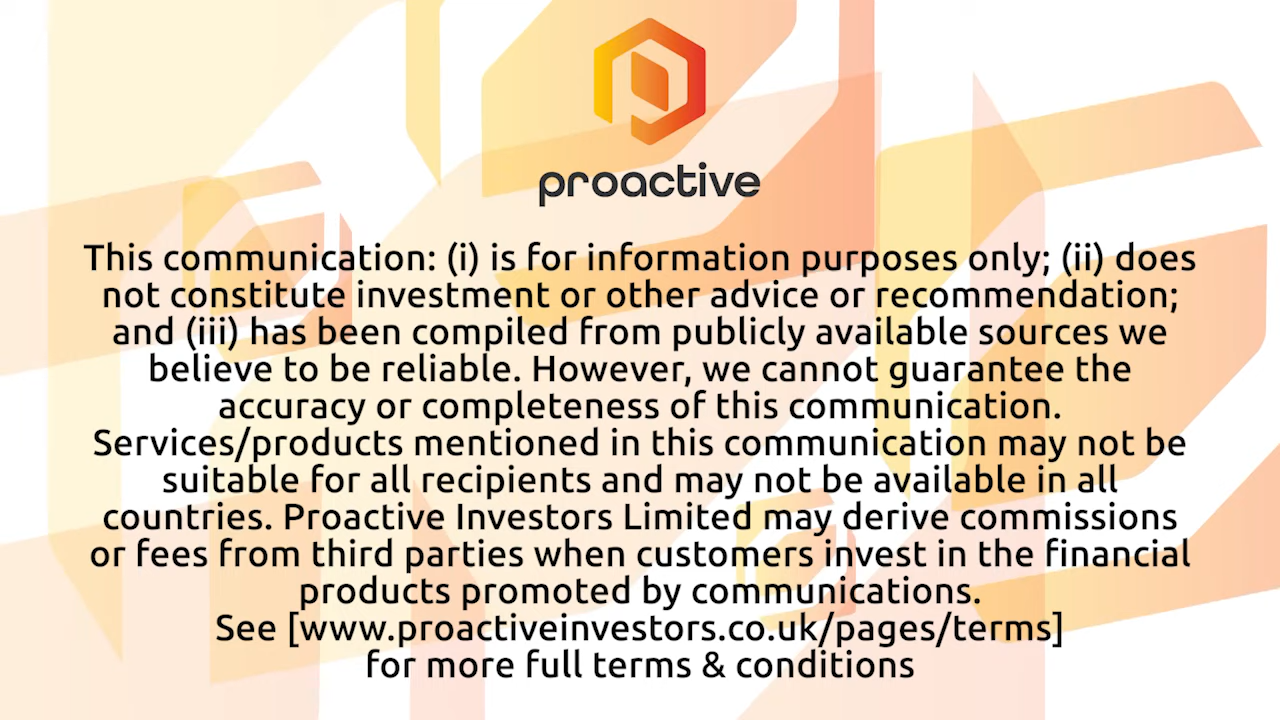 proactive
This communication: (i) is for information purposes only; (ii) does
not constitute investment or other advice or recommendation;
and (iii) has been compiled from publicly available sources we
believe to be reliable. However, we cannot guarantee the
accuracy or completeness of this communication.
Services/products mentioned in this communication may not be
suitable for all recipients and may not be available in all
countries. Proactive Investors Limited may derive commissions
or fees from third parties when customers invest in the financial
products promoted by communications.
See [www.proactiveinvestors.co.uk/pages/terms]
for more full terms & conditions